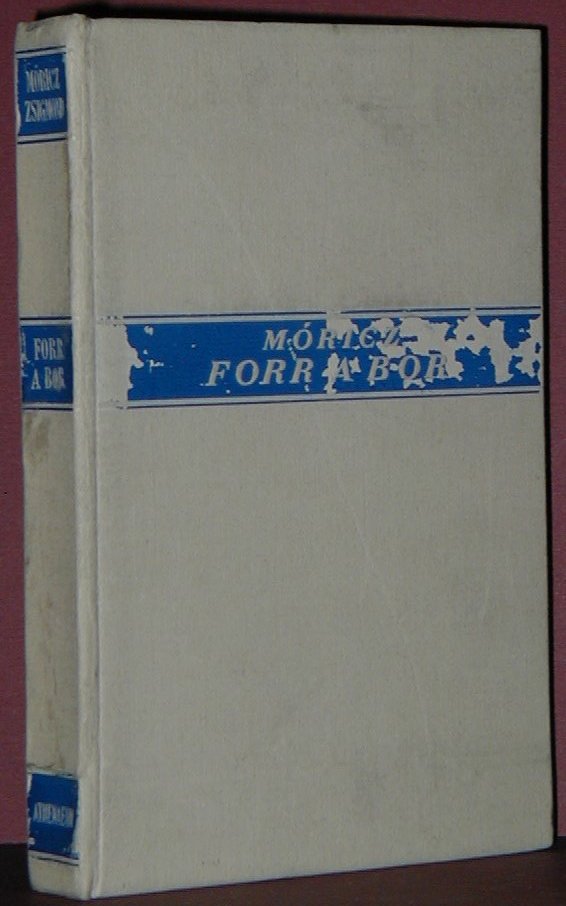 MÓRICZ
ZSIGMOND
FORR
A BOR
ATHENAEUM
MÓRICZ
FORR A BOR